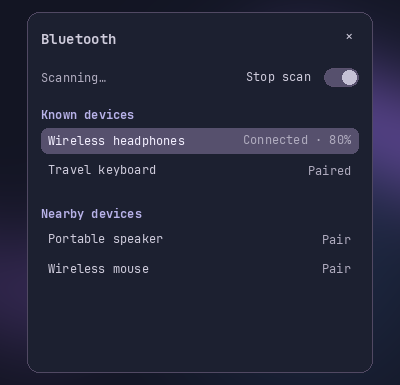 Bluetooth ×
Scanning… Stop scan
Known devices
Wireless headphones Connected · 80%
Travel keyboard Paired
Nearby devices
Portable speaker Pair
Wireless mouse Pair